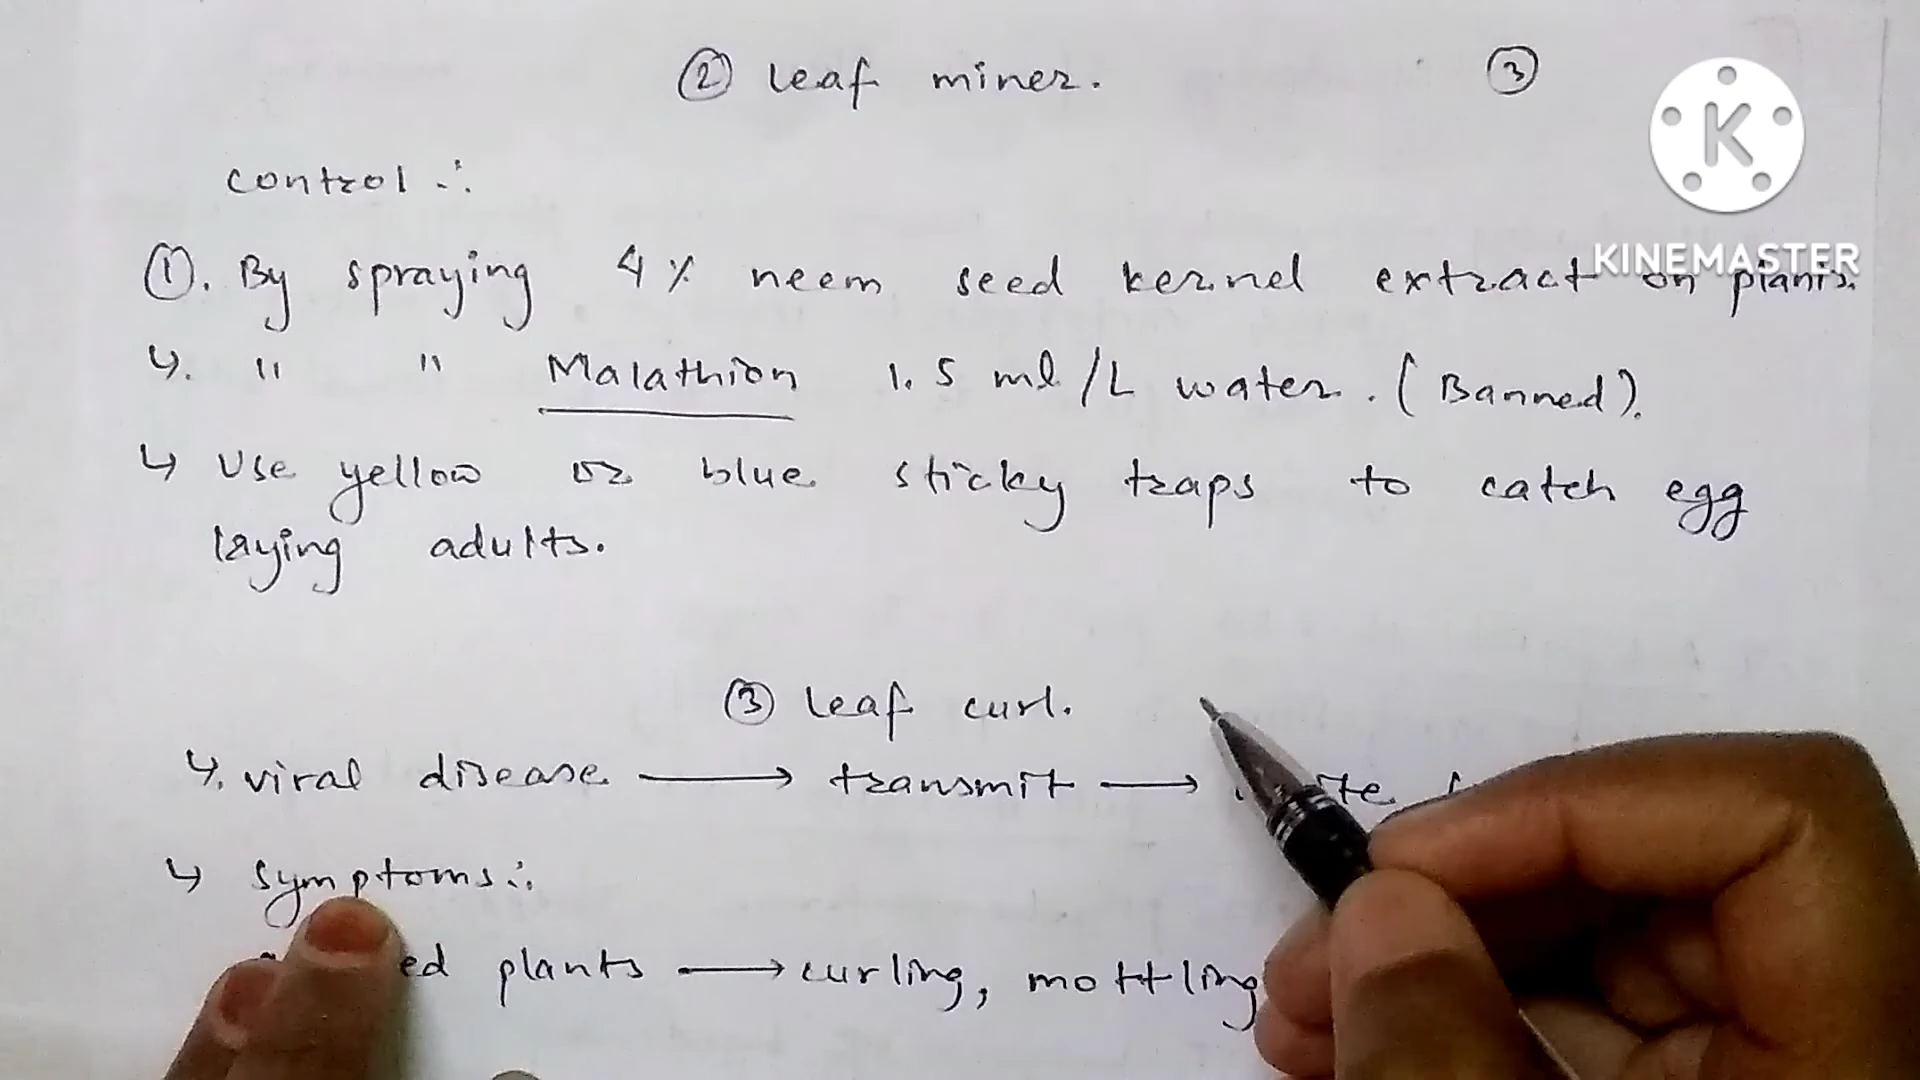 ② Leaf miner. ③
K
KINEMASTER
control :-
①. By spraying 4% neem seed kernel extract on plants.
↳. " " Malathion 1.5 ml/L water. (Banned).
↳ Use yellow or blue sticky traps to catch egg
laying adults.
③ Leaf curl.
↳. viral disease → transmit →
↳ Symptoms :-
plants → curling, mottling